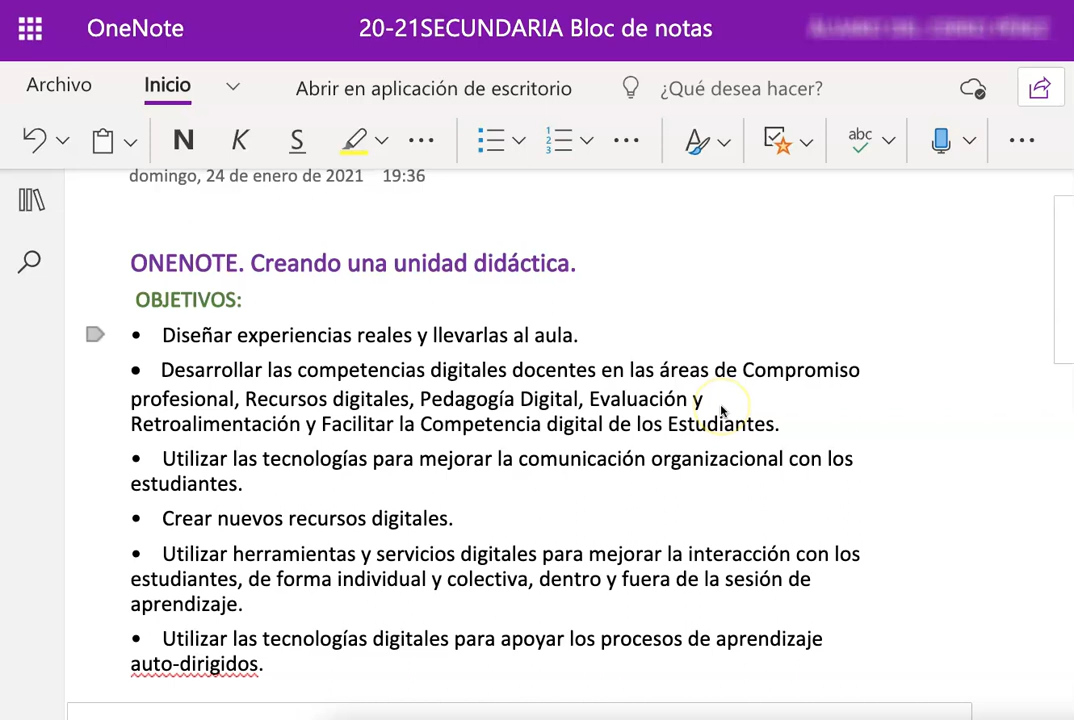 OneNote
20-21SECUNDARIA Bloc de notas
Archivo
Inicio
Abrir en aplicación de escritorio
¿Qué desea hacer?
N K S
abc
domingo, 24 de enero de 2021 19:36
ONENOTE. Creando una unidad didáctica.
OBJETIVOS:
• Diseñar experiencias reales y llevarlas al aula.
• Desarrollar las competencias digitales docentes en las áreas de Compromiso
profesional, Recursos digitales, Pedagogía Digital, Evaluación y
Retroalimentación y Facilitar la Competencia digital de los Estudiantes.
• Utilizar las tecnologías para mejorar la comunicación organizacional con los
estudiantes.
• Crear nuevos recursos digitales.
• Utilizar herramientas y servicios digitales para mejorar la interacción con los
estudiantes, de forma individual y colectiva, dentro y fuera de la sesión de
aprendizaje.
• Utilizar las tecnologías digitales para apoyar los procesos de aprendizaje
auto-dirigidos.